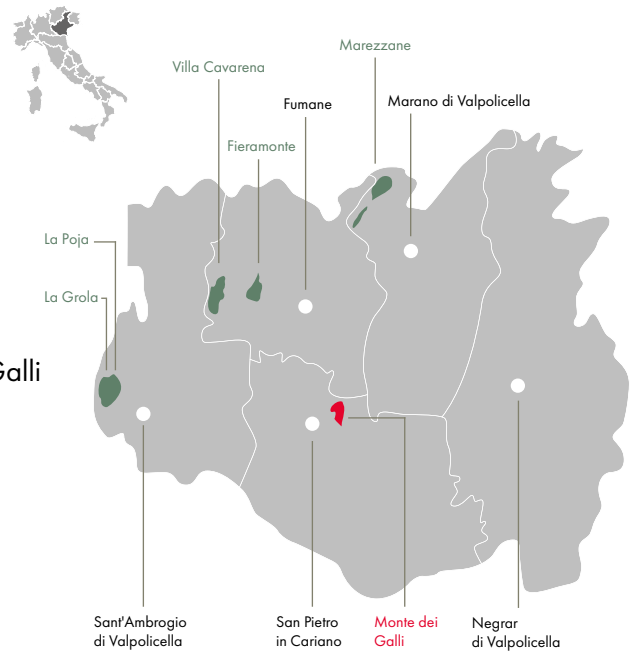 Marezzane
Villa Cavarena
Fumane
Marano di Valpolicella
Fieramonte
La Poja
La Grola
Galli
Sant'Ambrogio
di Valpolicella
San Pietro
in Cariano
Monte dei
Galli
Negrar
di Valpolicella